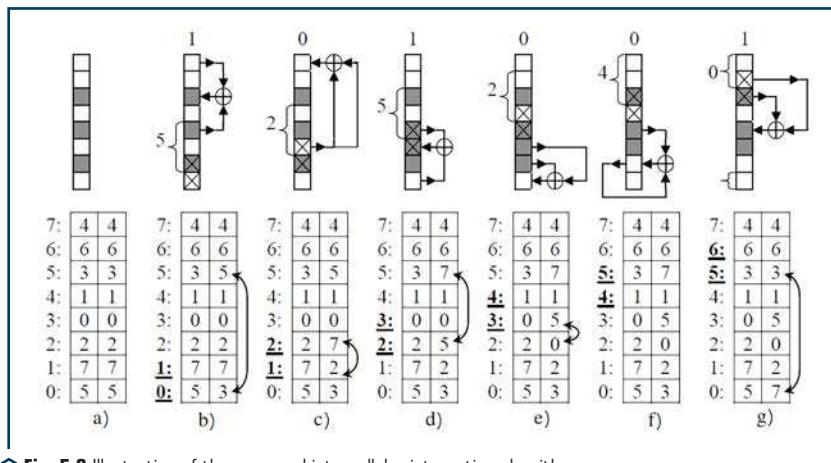 1 0 1 0 0 1
5 2 5 2 4 0
7: 4 4 7: 4 4 7: 4 4 7: 4 4 7: 4 4 7: 4 4 7: 4 4
6: 6 6 6: 6 6 6: 6 6 6: 6 6 6: 6 6 6: 6 6 6: 6 6
5: 3 3 5: 3 5 5: 3 5 5: 3 7 5: 3 7 5: 3 7 5: 3 3
4: 1 1 4: 1 1 4: 1 1 4: 1 1 4: 1 1 4: 1 1 4: 1 1
3: 0 0 3: 0 0 3: 0 0 3: 0 0 3: 0 5 3: 0 5 3: 0 5
2: 2 2 2: 2 2 2: 2 7 2: 2 5 2: 2 0 2: 2 0 2: 2 0
1: 7 7 1: 7 7 1: 7 2 1: 7 2 1: 7 2 1: 7 2 1: 7 2
0: 5 5 0: 5 3 0: 5 3 0: 5 3 0: 5 3 0: 5 3 0: 5 7
a) b) c) d) e) f) g)